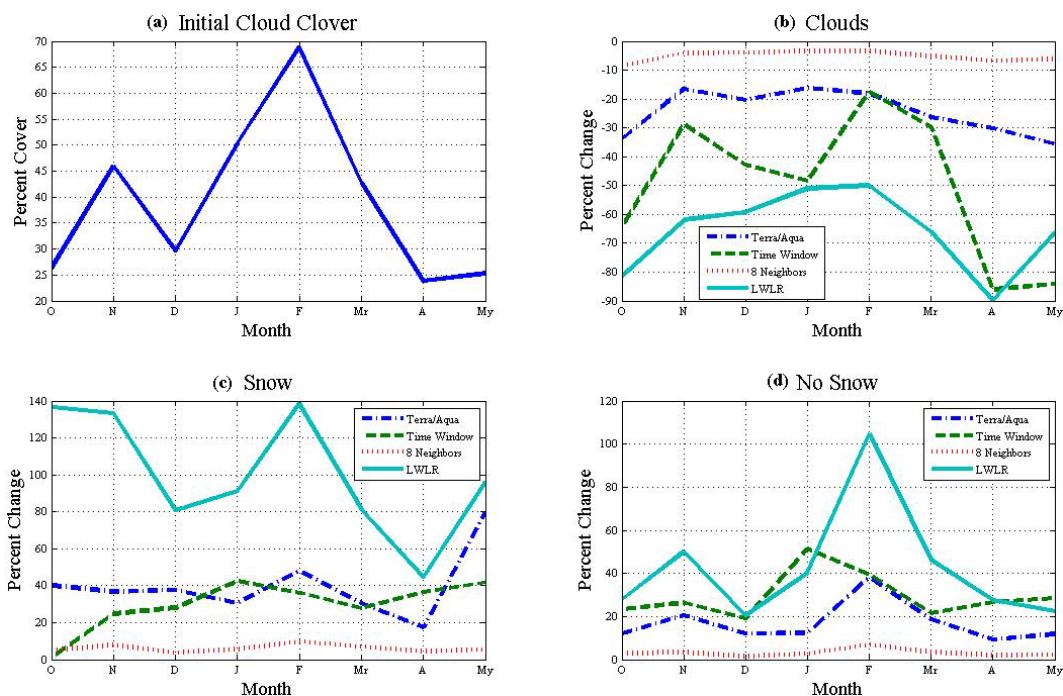 (a) Initial Cloud Clover
Percent Cover
70
65
60
55
50
45
40
35
30
25
20
O N D J F Mr A My
Month
(b) Clouds
Percent Change
0
-10
-20
-30
-40
-50
-60
-70
-80
-90
Terra/Aqua
Time Window
8 Neighbors
LWLR
O N D J F Mr A My
Month
(c) Snow
Percent Change
140
120
100
80
60
40
20
0
Terra/Aqua
Time Window
8 Neighbors
LWLR
O N D J F Mr A My
Month
(d) No Snow
Percent Change
120
100
80
60
40
20
0
Terra/Aqua
Time Window
8 Neighbors
LWLR
O N D J F Mr A My
Month